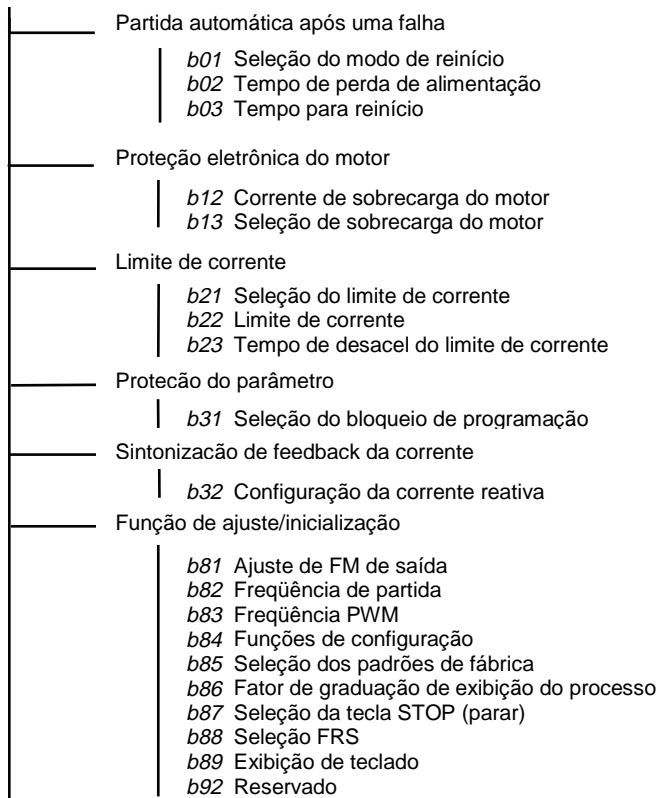 Partida automática após uma falha
b01 Seleção do modo de reinício
b02 Tempo de perda de alimentação
b03 Tempo para reinício
Proteção eletrônica do motor
b12 Corrente de sobrecarga do motor
b13 Seleção de sobrecarga do motor
Limite de corrente
b21 Seleção do limite de corrente
b22 Limite de corrente
b23 Tempo de desacel do limite de corrente
Protecão do parâmetro
b31 Seleção do bloqueio de programação
Sintonizacão de feedback da corrente
b32 Configuração da corrente reativa
Função de ajuste/inicialização
b81 Ajuste de FM de saída
b82 Freqüência de partida
b83 Freqüência PWM
b84 Funções de configuração
b85 Seleção dos padrões de fábrica
b86 Fator de graduação de exibição do processo
b87 Seleção da tecla STOP (parar)
b88 Seleção FRS
b89 Exibição de teclado
b92 Reservado